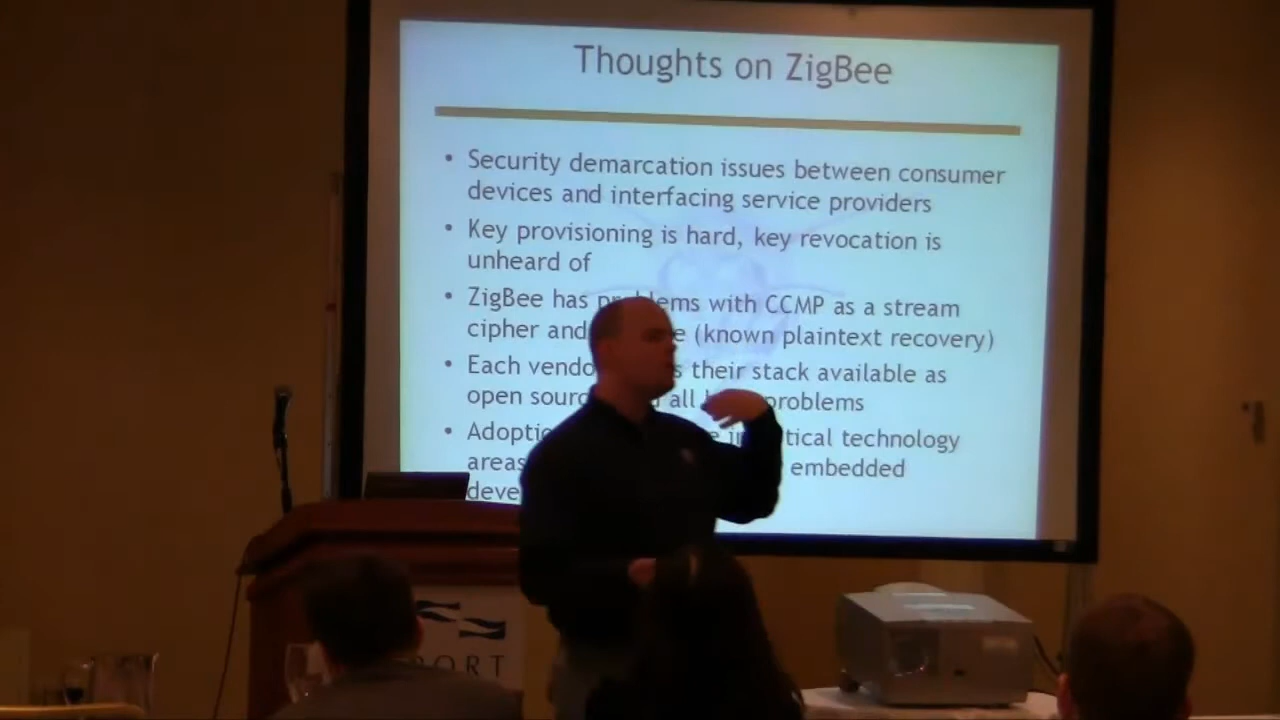 Thoughts on ZigBee
• Security demarcation issues between consumer
devices and interfacing service providers
• Key provisioning is hard, key revocation is
unheard of
• ZigBee has problems with CCMP as a stream
cipher and (known plaintext recovery)
• Each their stack available as
open all problems
• technology
areas embedded
PORT